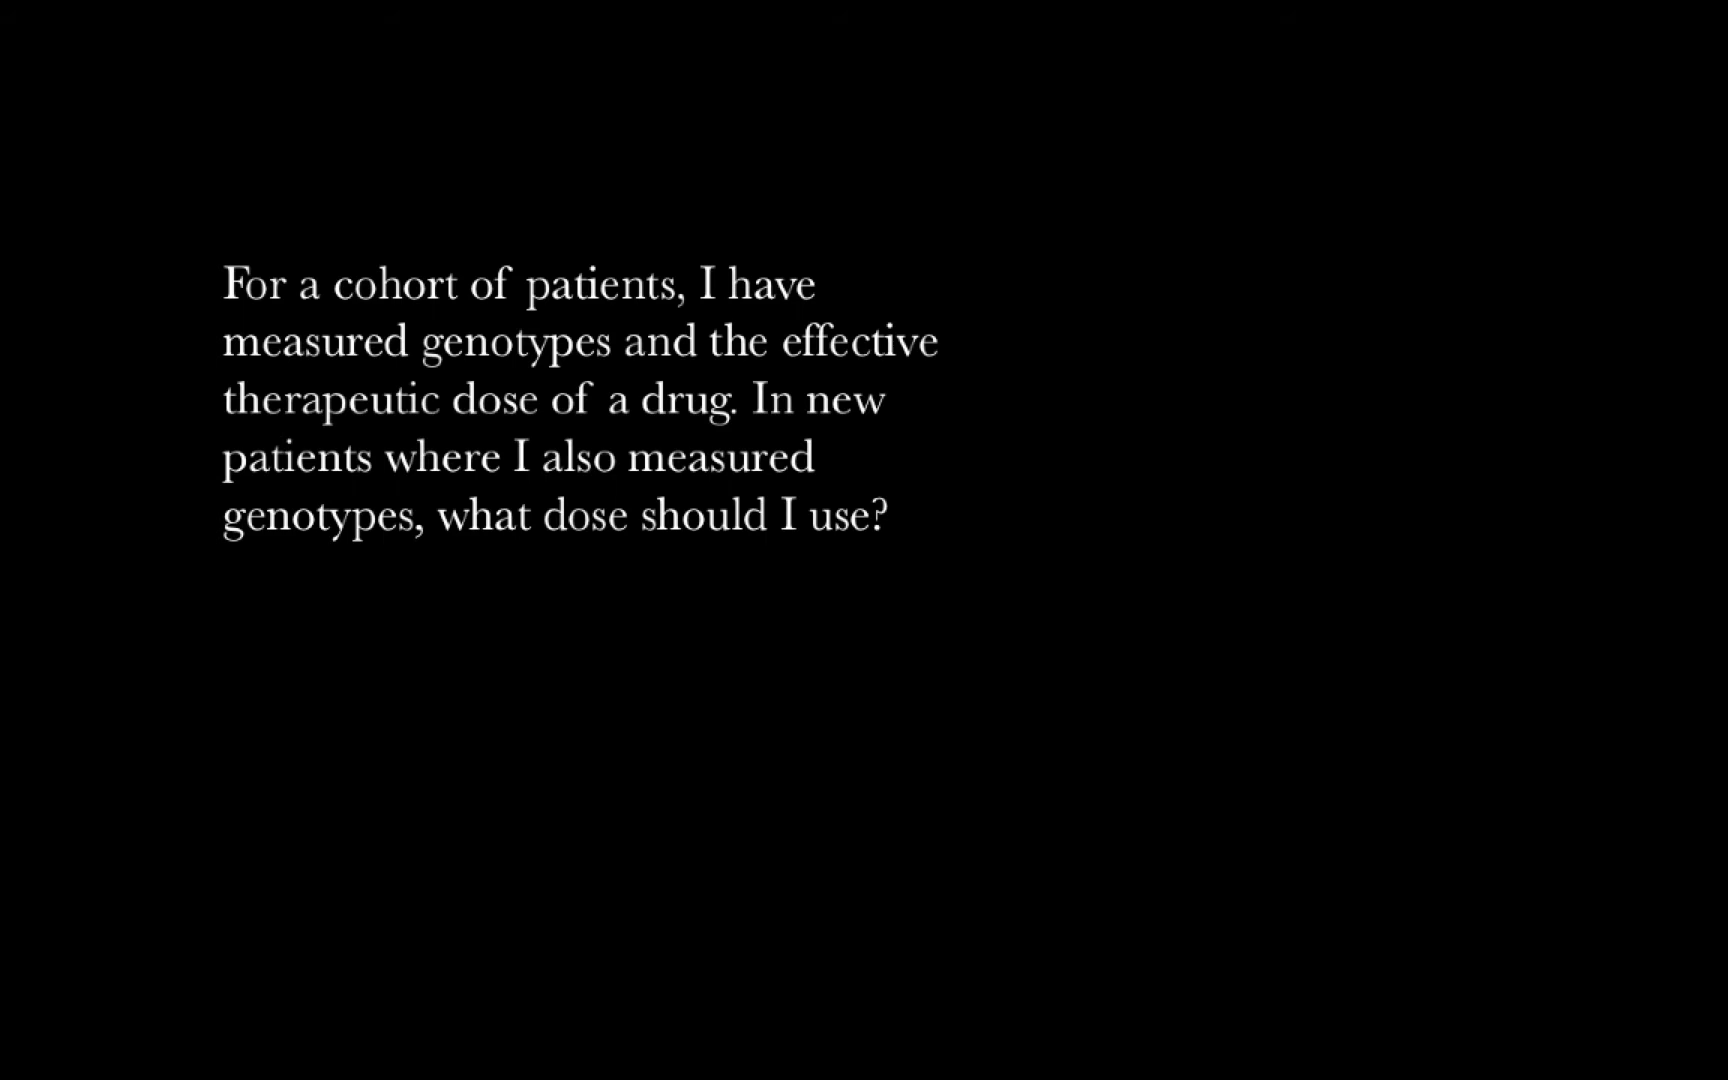 For a cohort of patients, I have
measured genotypes and the effective
therapeutic dose of a drug. In new
patients where I also measured
genotypes, what dose should I use?